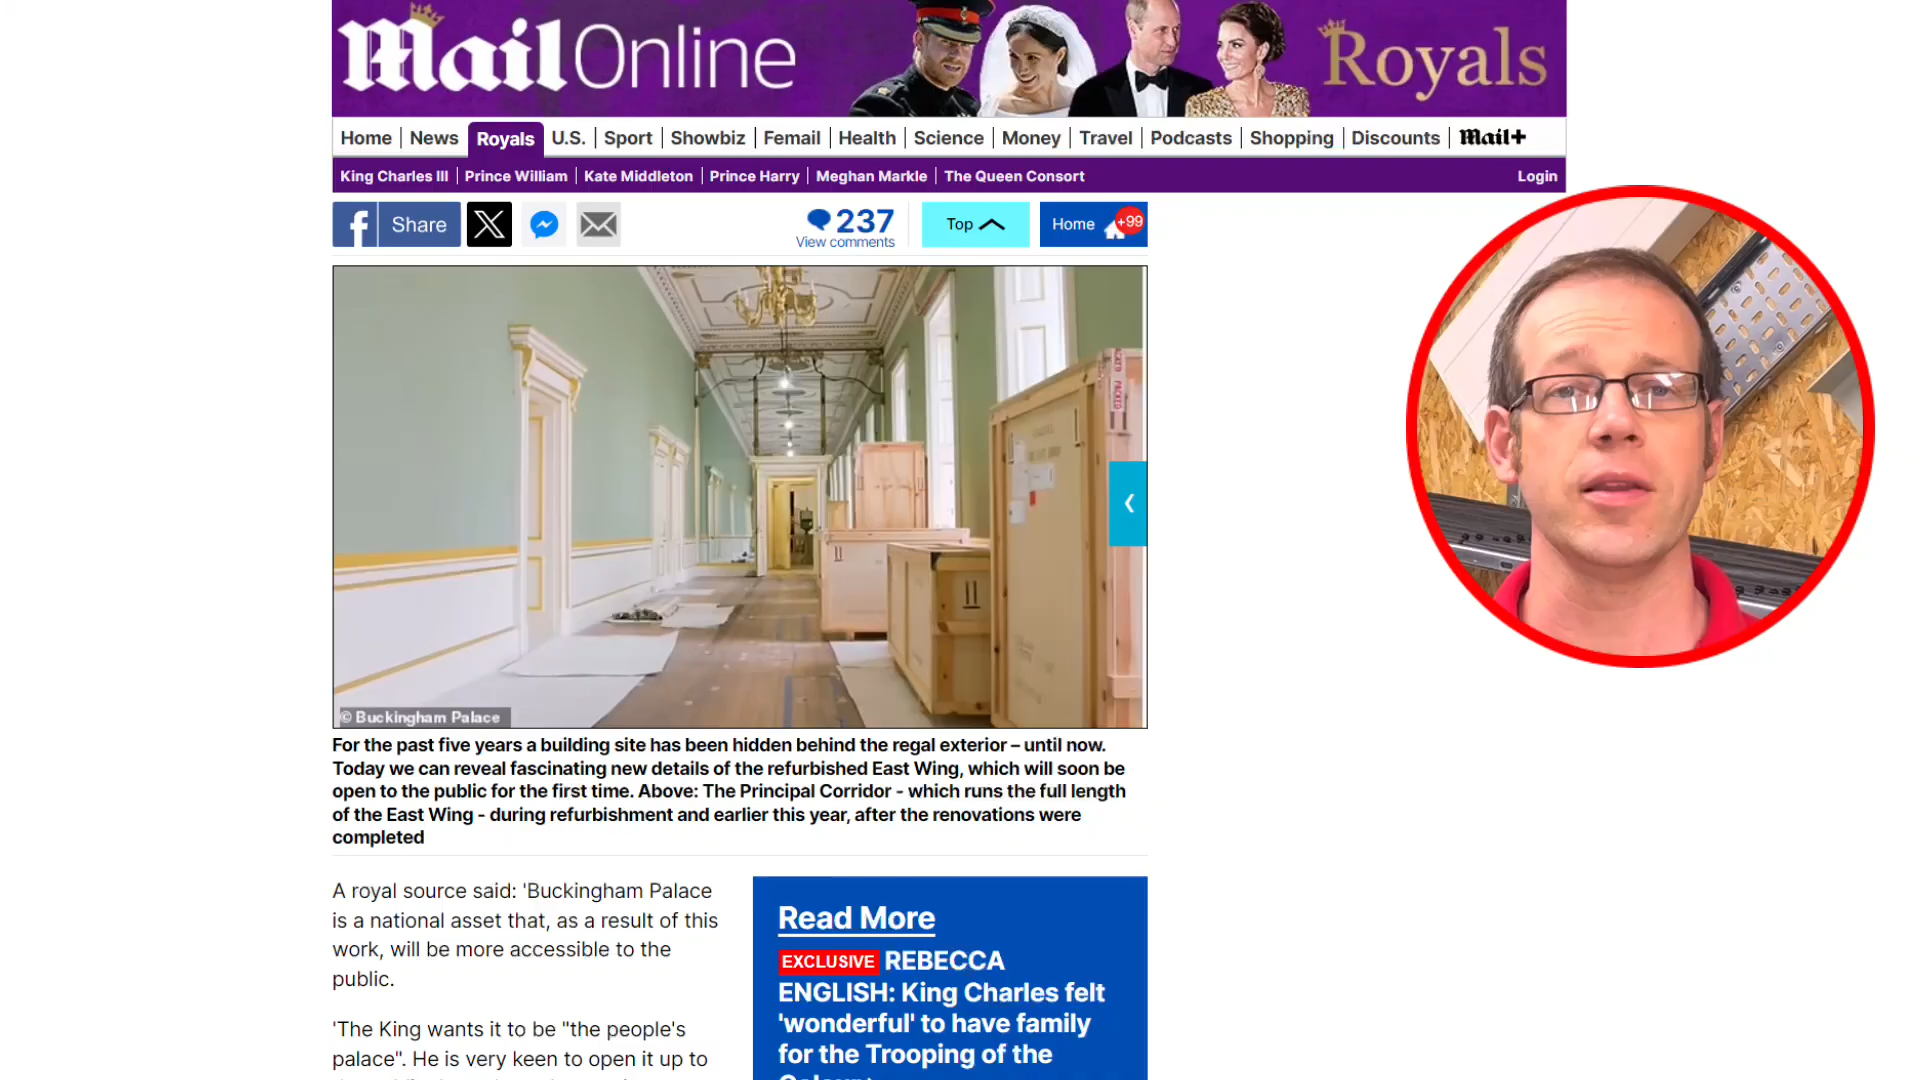 Mail Online
Royals
Home News Royals U.S. Sport Showbiz Femail Health Science Money Travel Podcasts Shopping Discounts Mail+
King Charles III Prince William Kate Middleton Prince Harry Meghan Markle The Queen Consort Login
f Share
237
View comments
Top
Home +99
© Buckingham Palace
For the past five years a building site has been hidden behind the regal exterior – until now.
Today we can reveal fascinating new details of the refurbished East Wing, which will soon be
open to the public for the first time. Above: The Principal Corridor - which runs the full length
of the East Wing - during refurbishment and earlier this year, after the renovations were
completed
A royal source said: 'Buckingham Palace
is a national asset that, as a result of this
work, will be more accessible to the
public.
'The King wants it to be "the people's
palace". He is very keen to open it up to
Read More
EXCLUSIVE REBECCA
ENGLISH: King Charles felt
'wonderful' to have family
for the Trooping of the